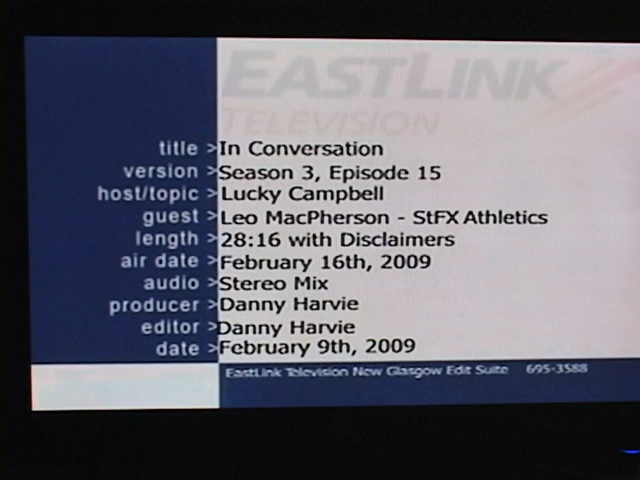 EASTLINK
TELEVISION
title >In Conversation
version >Season 3, Episode 15
host/topic >Lucky Campbell
guest >Leo MacPherson - StFX Athletics
length >28:16 with Disclaimers
air date >February 16th, 2009
audio >Stereo Mix
producer >Danny Harvie
editor >Danny Harvie
date >February 9th, 2009
EastLink Television New Glasgow Edit Suite 695-3588